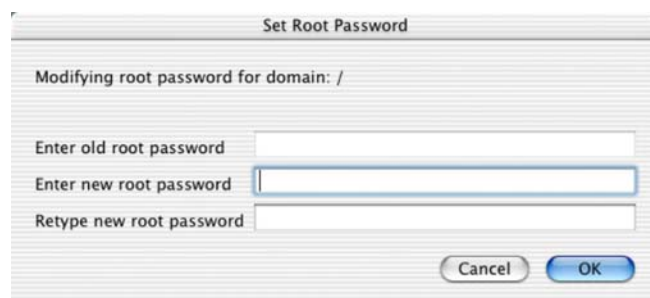 Set Root Password
Modifying root password for domain: /
Enter old root password
Enter new root password
Retype new root password
Cancel OK